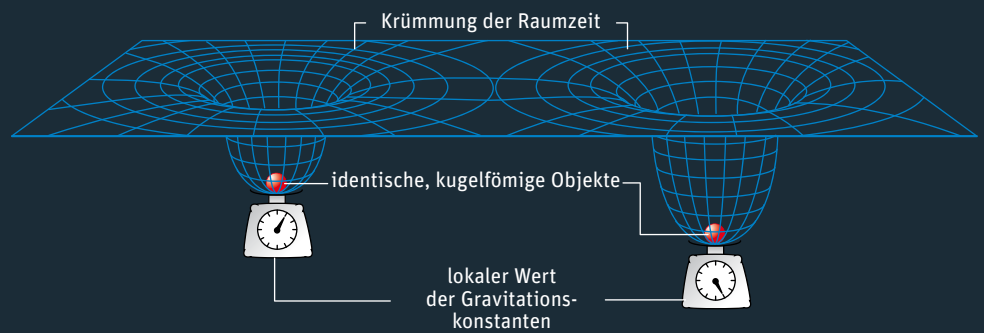 Krümmung der Raumzeit
identische, kugelfömige Objekte
lokaler Wert
der Gravitations-
konstanten